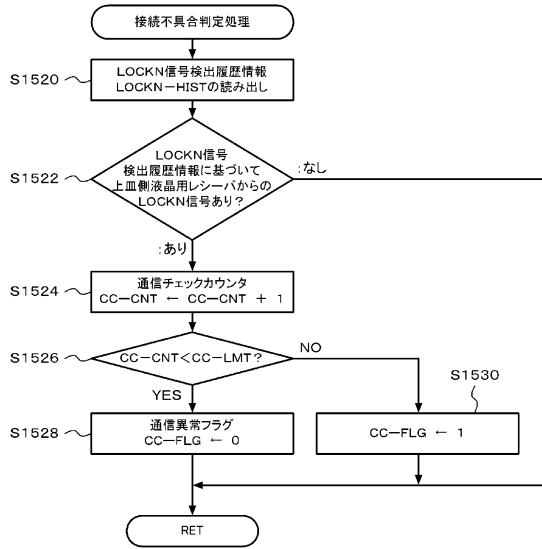 接続不具合判定処理
S1520
LOCKN信号検出履歴情報
LOCKN－HISTの読み出し
S1522
LOCKN信号
検出履歴情報に基づいて
上皿側液晶用レシーバからの
LOCKN信号あり？
:なし
:あり
S1524
通信チェックカウンタ
CC－CNT ← CC－CNT ＋ 1
S1526
CC－CNT＜CC－LMT？
NO
YES
S1530
S1528
通信異常フラグ
CC－FLG ← 0
CC－FLG ← 1
RET